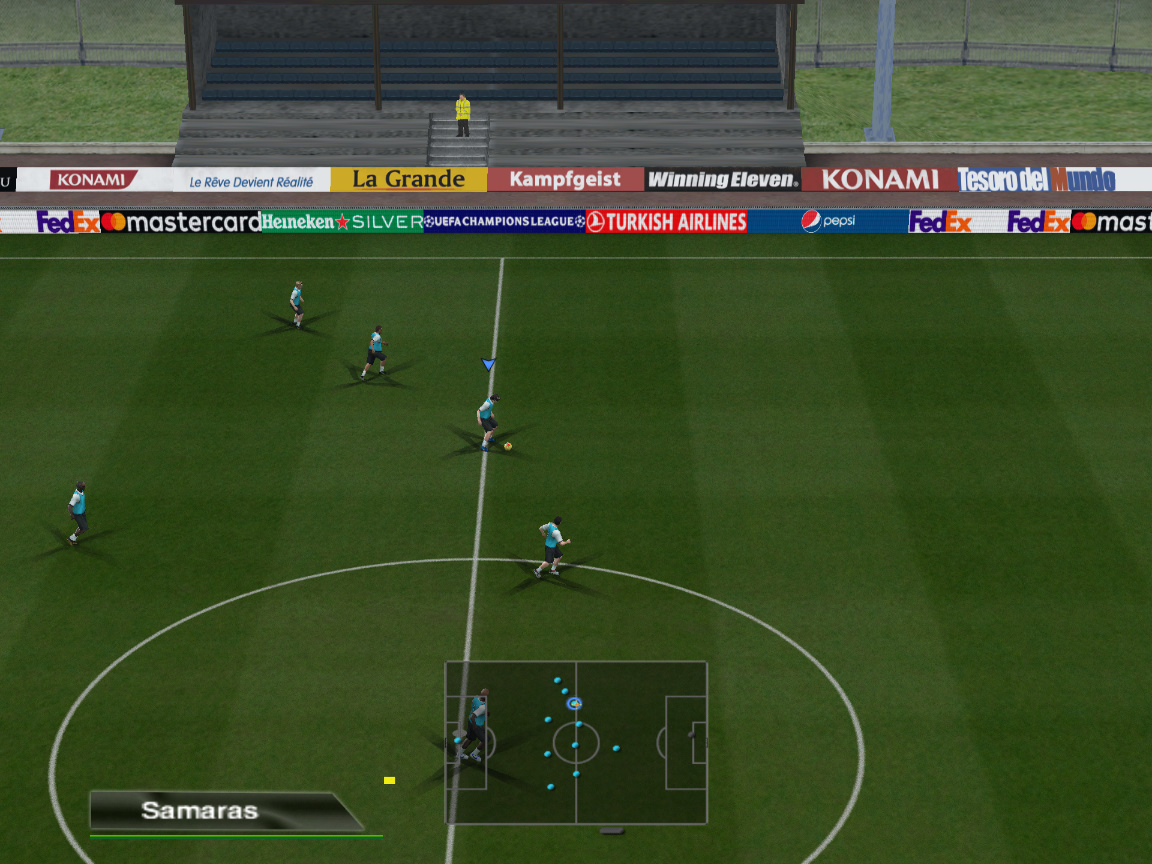 U KONAMI Le Rêve Devient Réalité La Grande Kampfgeist Winning Eleven® KONAMI Tesoro del Mundo
FedEx mastercard Heineken SILVER UEFA CHAMPIONS LEAGUE TURKISH AIRLINES pepsi FedEx FedEx mast
Samaras